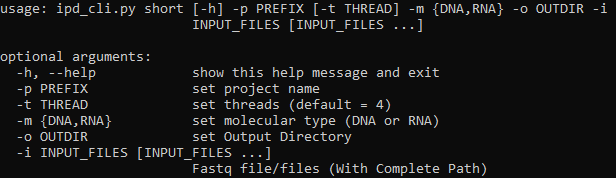 usage: ipd_cli.py short [-h] -p PREFIX [-t THREAD] -m {DNA,RNA} -o OUTDIR -i
INPUT_FILES [INPUT_FILES ...]
optional arguments:
-h, --help show this help message and exit
-p PREFIX set project name
-t THREAD set threads (default = 4)
-m {DNA,RNA} set molecular type (DNA or RNA)
-o OUTDIR set Output Directory
-i INPUT_FILES [INPUT_FILES ...]
Fastq file/files (With Complete Path)